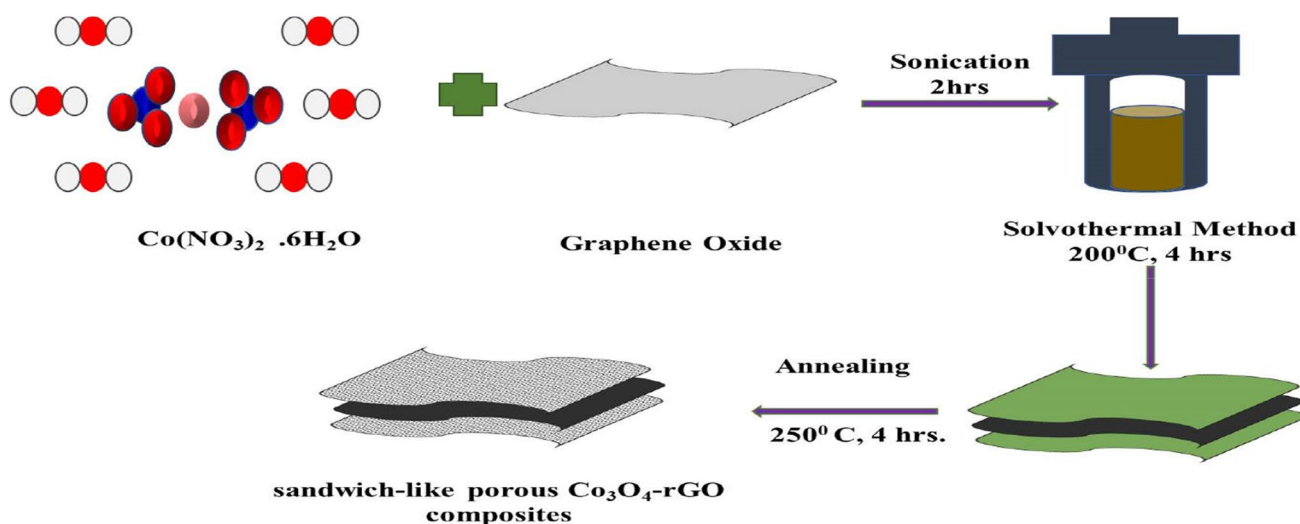 Sonication
2hrs
Co(NO₃)₂ .6H₂O
Graphene Oxide
Solvothermal Method
200⁰C, 4 hrs
Annealing
250⁰ C, 4 hrs.
sandwich-like porous Co₃O₄-rGO
composites